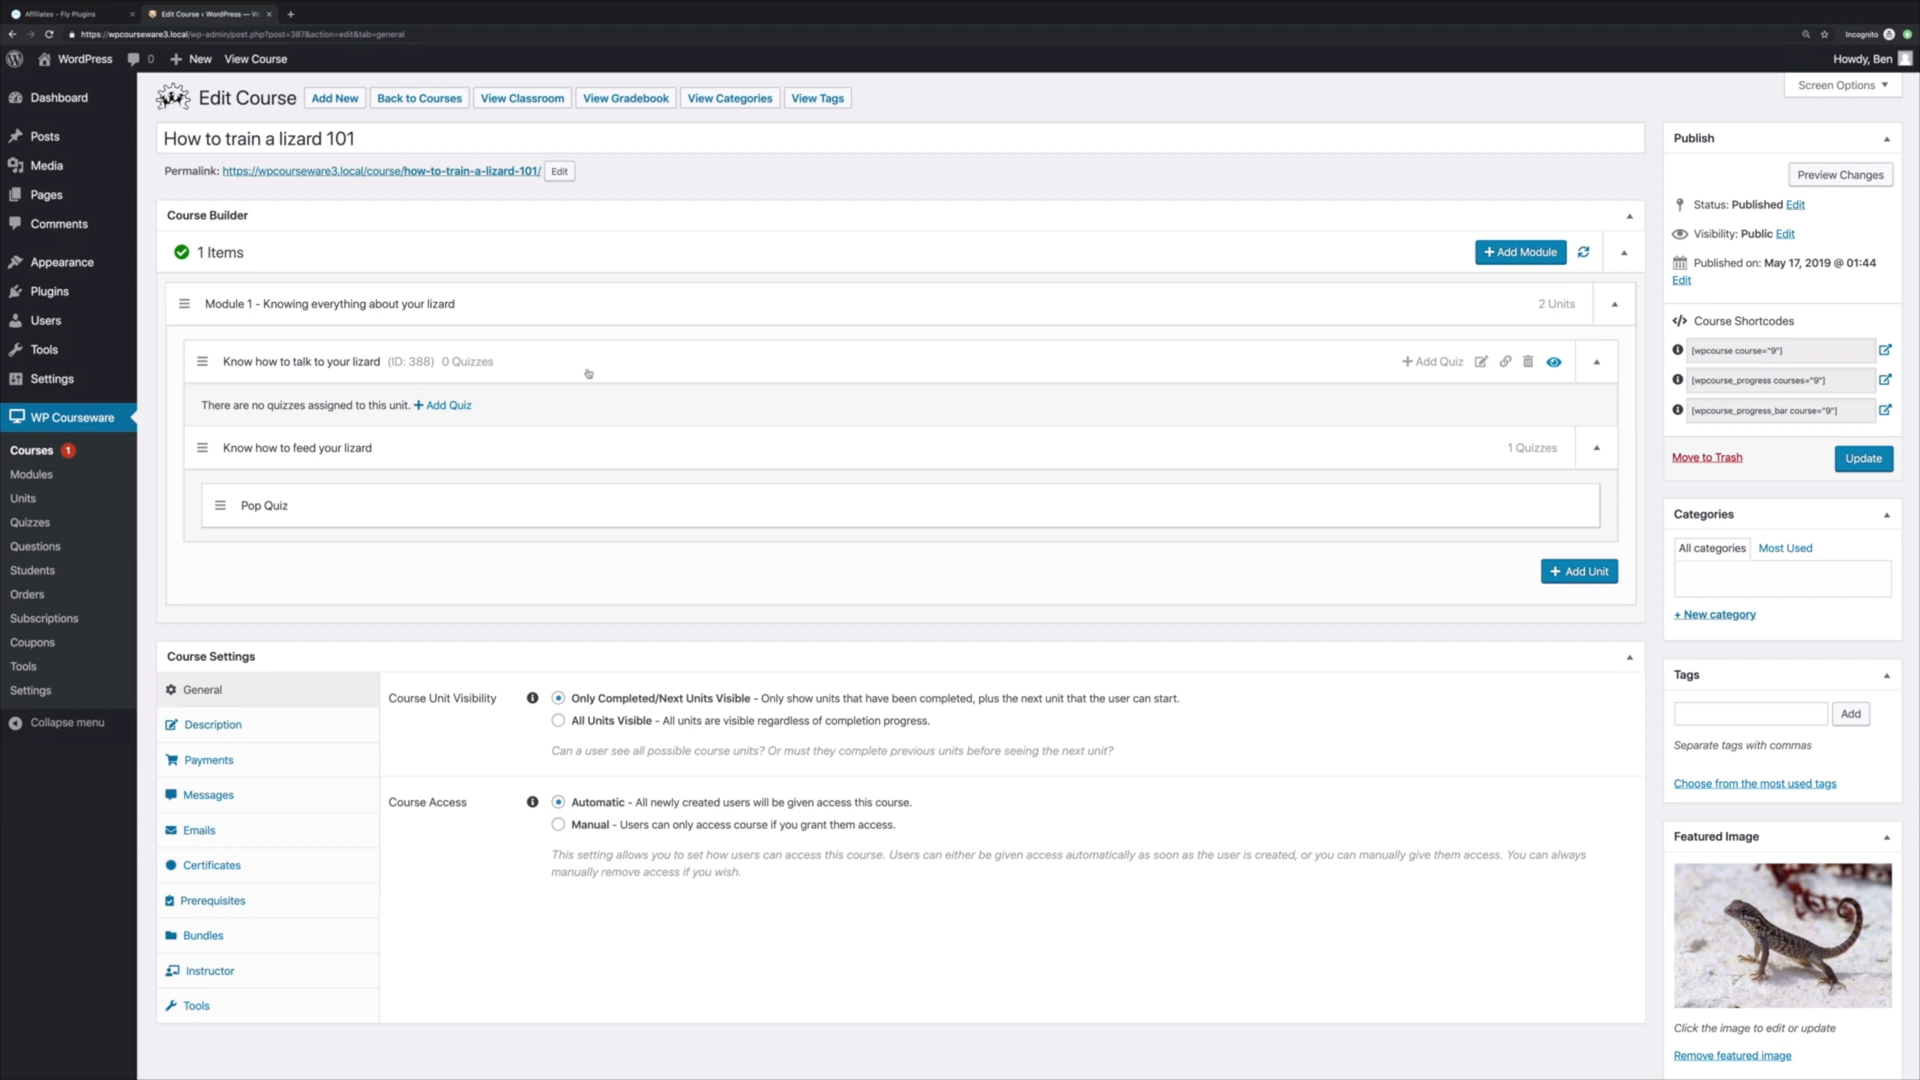 Affiliates - Fly Plugins
Edit Course ‹ WordPress — W
https://wpcourseware3.local/wp-admin/post.php?post=387&action=edit&tab=general
Incognito
WordPress
0
New
View Course
Howdy, Ben
Dashboard
Posts
Media
Pages
Comments
Appearance
Plugins
Users
Tools
Settings
WP Courseware
Courses 1
Modules
Units
Quizzes
Questions
Students
Orders
Subscriptions
Coupons
Tools
Settings
Collapse menu
Screen Options
Edit Course
Add New
Back to Courses
View Classroom
View Gradebook
View Categories
View Tags
How to train a lizard 101
Permalink: https://wpcourseware3.local/course/how-to-train-a-lizard-101/ Edit
Course Builder
1 Items
+ Add Module
Module 1 - Knowing everything about your lizard
2 Units
Know how to talk to your lizard (ID: 388) 0 Quizzes
+ Add Quiz
There are no quizzes assigned to this unit. + Add Quiz
Know how to feed your lizard
1 Quizzes
Pop Quiz
+ Add Unit
Course Settings
General
Description
Payments
Messages
Emails
Certificates
Prerequisites
Bundles
Instructor
Tools
Course Unit Visibility
Only Completed/Next Units Visible - Only show units that have been completed, plus the next unit that the user can start.
All Units Visible - All units are visible regardless of completion progress.
Can a user see all possible course units? Or must they complete previous units before seeing the next unit?
Course Access
Automatic - All newly created users will be given access this course.
Manual - Users can only access course if you grant them access.
This setting allows you to set how users can access this course. Users can either be given access automatically as soon as the user is created, or you can manually give them access. You can always
manually remove access if you wish.
Publish
Preview Changes
Status: Published Edit
Visibility: Public Edit
Published on: May 17, 2019 @ 01:44
Edit
</> Course Shortcodes
[wpcourse course="9"]
[wpcourse_progress courses="9"]
[wpcourse_progress_bar course="9"]
Move to Trash
Update
Categories
All categories
Most Used
+ New category
Tags
Add
Separate tags with commas
Choose from the most used tags
Featured Image
Click the image to edit or update
Remove featured image